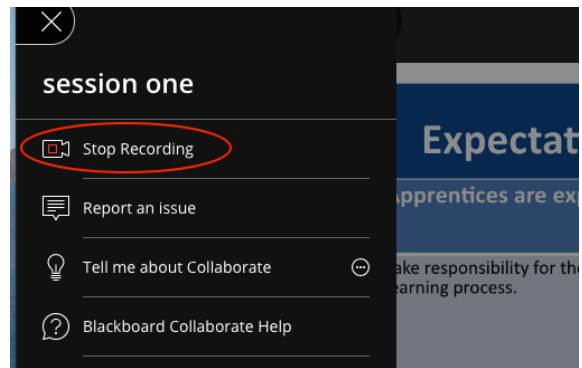 session one
Expectat
Stop Recording
Apprentices are exp
Report an issue
Tell me about Collaborate
ake responsibility for the
earning process.
Blackboard Collaborate Help